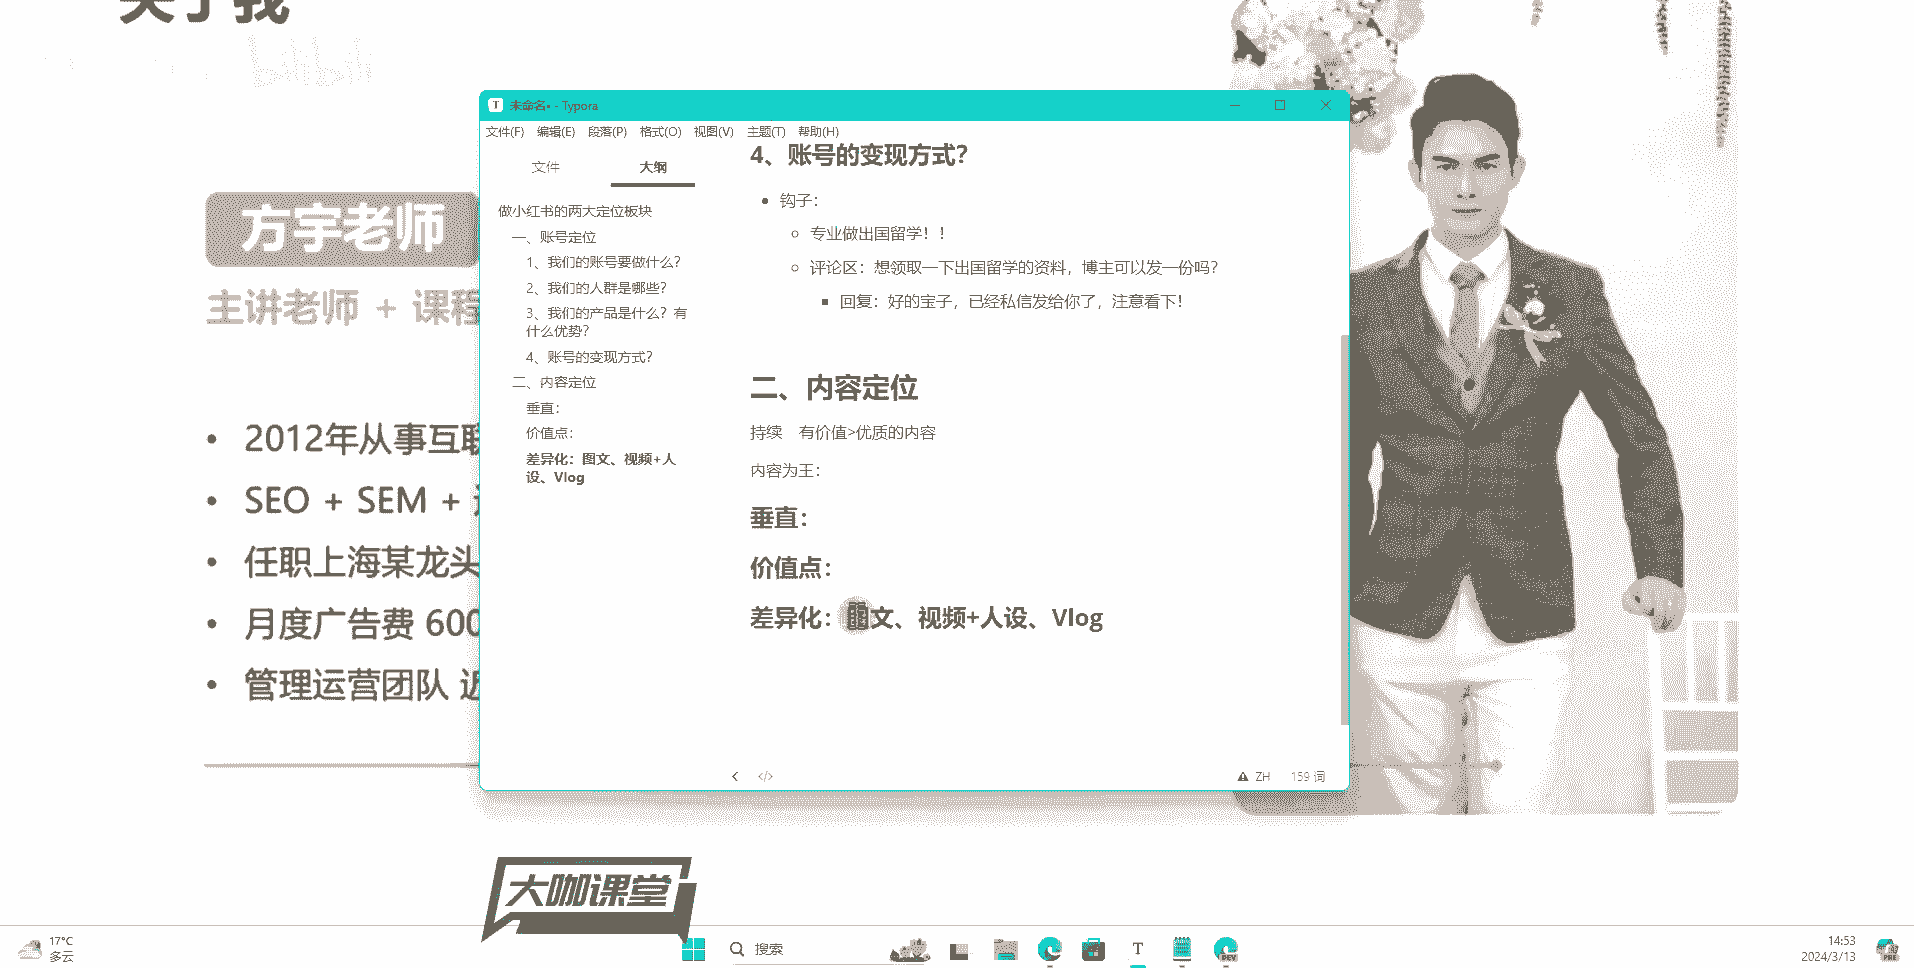 关于我
bilibili
未命名• - Typora
文件(F) 编辑(E) 段落(P) 格式(O) 视图(V) 主题(T) 帮助(H)
文件 大纲
做小红书的两大定位板块
一、账号定位
1、我们的账号要做什么？
2、我们的人群是哪些？
3、我们的产品是什么？有
什么优势？
4、账号的变现方式？
二、内容定位
垂直：
价值点：
差异化：图文、视频+人
设、Vlog
4、账号的变现方式？
钩子：
专业做出国留学！！
评论区：想领取一下出国留学的资料，博主可以发一份吗？
回复：好的宝子，已经私信发给你了，注意看下！
二、内容定位
持续 有价值>优质的内容
内容为王：
垂直：
价值点：
差异化：图文、视频+人设、Vlog
ZH 159 词
方宇老师
主讲老师 + 课程
2012年从事互联
SEO + SEM +
任职上海某龙头
月度广告费 600
管理运营团队 近
大咖课堂
17°C
多云
搜索
T
DEV
14:53
2024/3/13
PRE